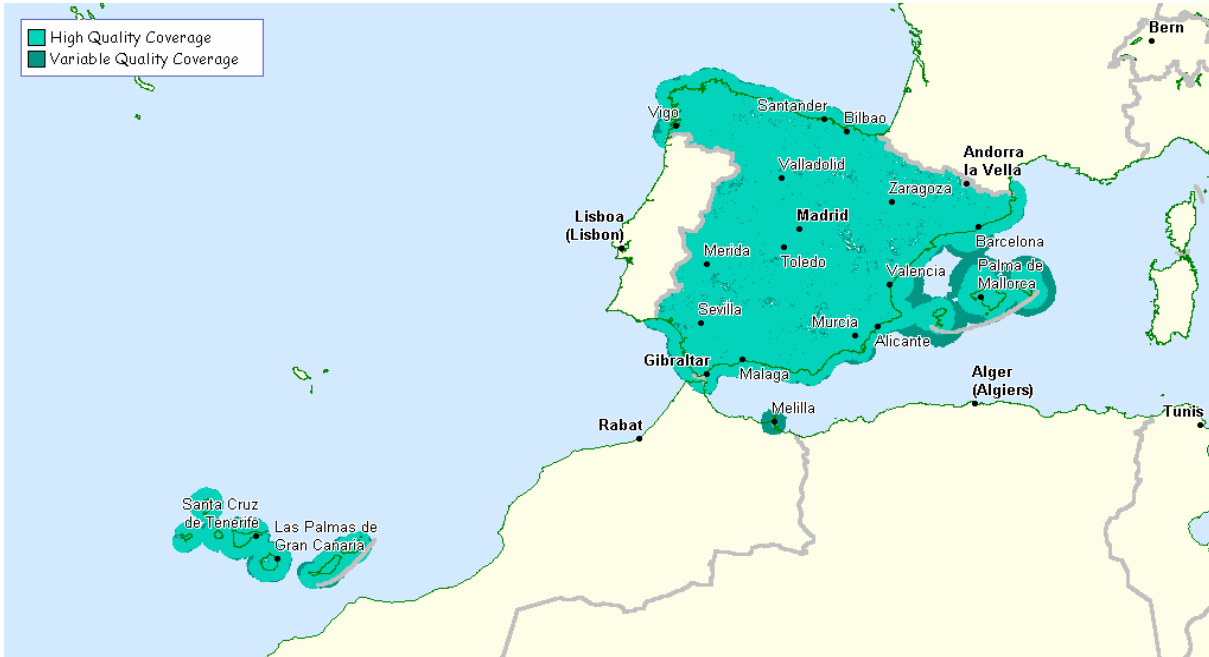 High Quality Coverage
Variable Quality Coverage
Bern
Vigo
Santander
Bilbao
Andorra
la Vella
Valladolid
Zaragoza
Lisboa
(Lisbon)
Madrid
Barcelona
Merida
Toledo
Valencia
Palma de
Mallorca
Sevilla
Murcia
Alicante
Gibraltar
Malaga
Alger
(Algiers)
Melilla
Tunis
Rabat
Santa Cruz
de Tenerife
Las Palmas de
Gran Canaria